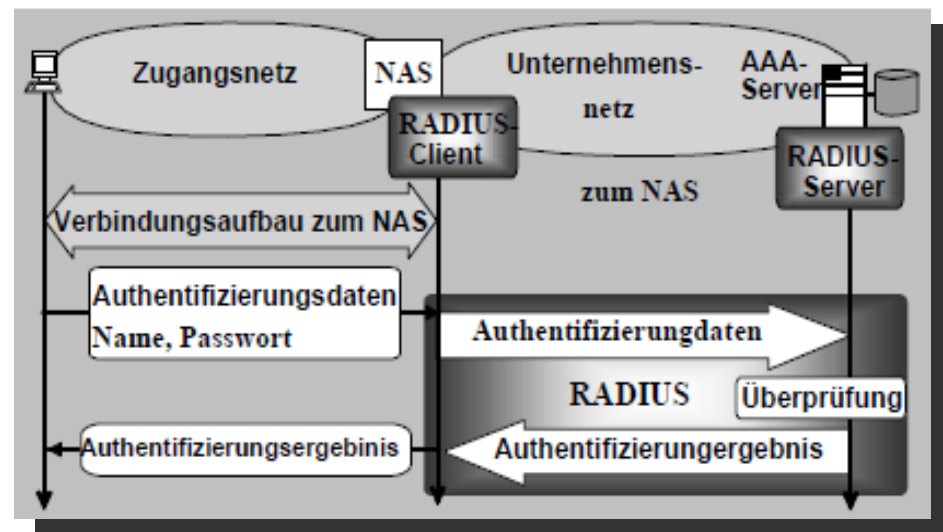 Zugangsnetz
NAS
Unternehmens-
netz
AAA-
Server
RADIUS-
Client
zum NAS
RADIUS-
Server
Verbindungsaufbau zum NAS
Authentifizierungsdaten
Name, Passwort
Authentifizierungdaten
RADIUS
Überprüfung
Authentifizierungsergebinis
Authentifizierungergebnis